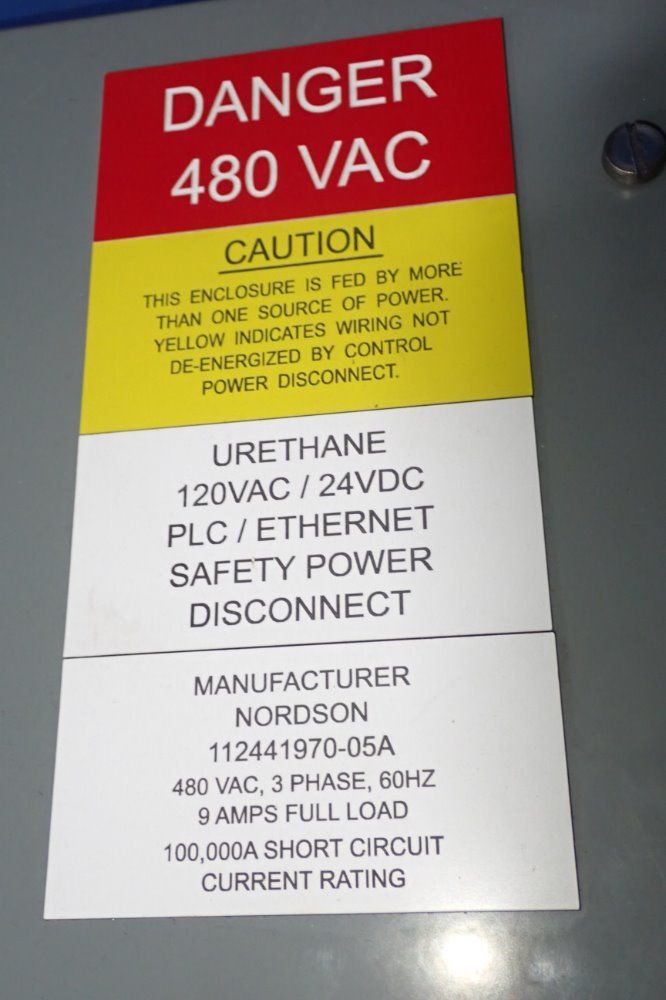 DANGER
480 VAC
CAUTION
THIS ENCLOSURE IS FED BY MORE
THAN ONE SOURCE OF POWER.
YELLOW INDICATES WIRING NOT
DE-ENERGIZED BY CONTROL
POWER DISCONNECT.
URETHANE
120VAC / 24VDC
PLC / ETHERNET
SAFETY POWER
DISCONNECT
MANUFACTURER
NORDSON
112441970-05A
480 VAC, 3 PHASE, 60HZ
9 AMPS FULL LOAD
100,000A SHORT CIRCUIT
CURRENT RATING